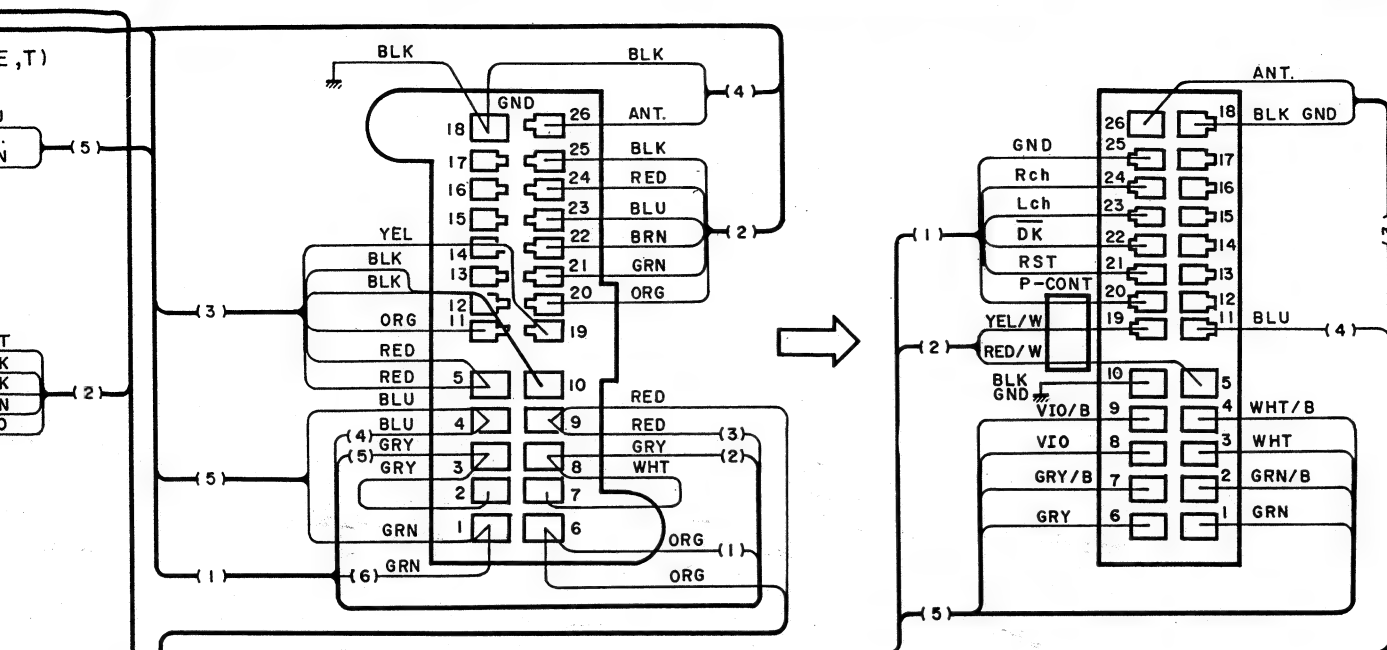 E,T)
(5)
T
K
K
N
O
(2)
BLK
BLK
(4)
GND
18
26
ANT.
17
25
BLK
16
24
RED
15
23
BLU
YEL
14
22
BRN
(2)
BLK
13
21
GRN
BLK
12
20
ORG
(3)
ORG
11
19
RED
RED
5
10
BLU
RED
(4)
BLU
4
9
RED
(3)
(5)
GRY
GRY
(2)
GRY
3
8
WHT
(5)
2
7
GRN
1
6
ORG
(1)
(1)
(6)
GRN
ORG
ANT.
26
18
BLK GND
GND
25
17
Rch
24
16
Lch
23
15
(1)
DK
22
14
RST
21
13
P-CONT
20
12
YEL/W
19
11
BLU
(4)
(2)
RED/W
BLK
GND
10
5
VIO/B
9
4
WHT/B
VIO
8
3
WHT
GRY/B
7
2
GRN/B
GRY
6
1
GRN
(5)